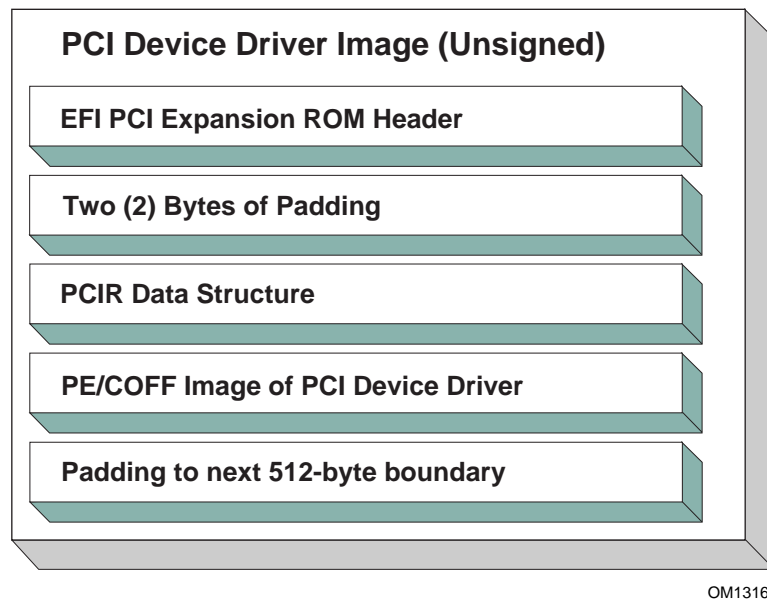 PCI Device Driver Image (Unsigned)
EFI PCI Expansion ROM Header
Two (2) Bytes of Padding
PCIR Data Structure
PE/COFF Image of PCI Device Driver
Padding to next 512-byte boundary
OM13160